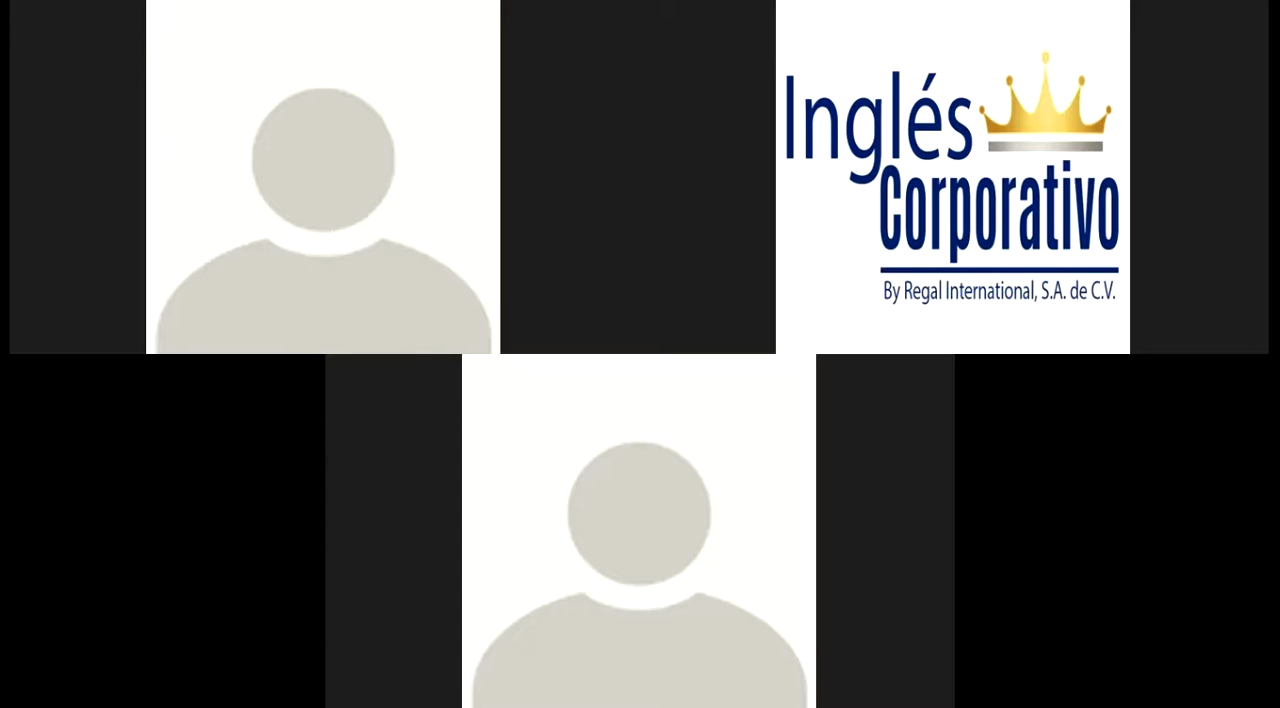 Inglés
Corporativo
By Regal International, S.A. de C.V.